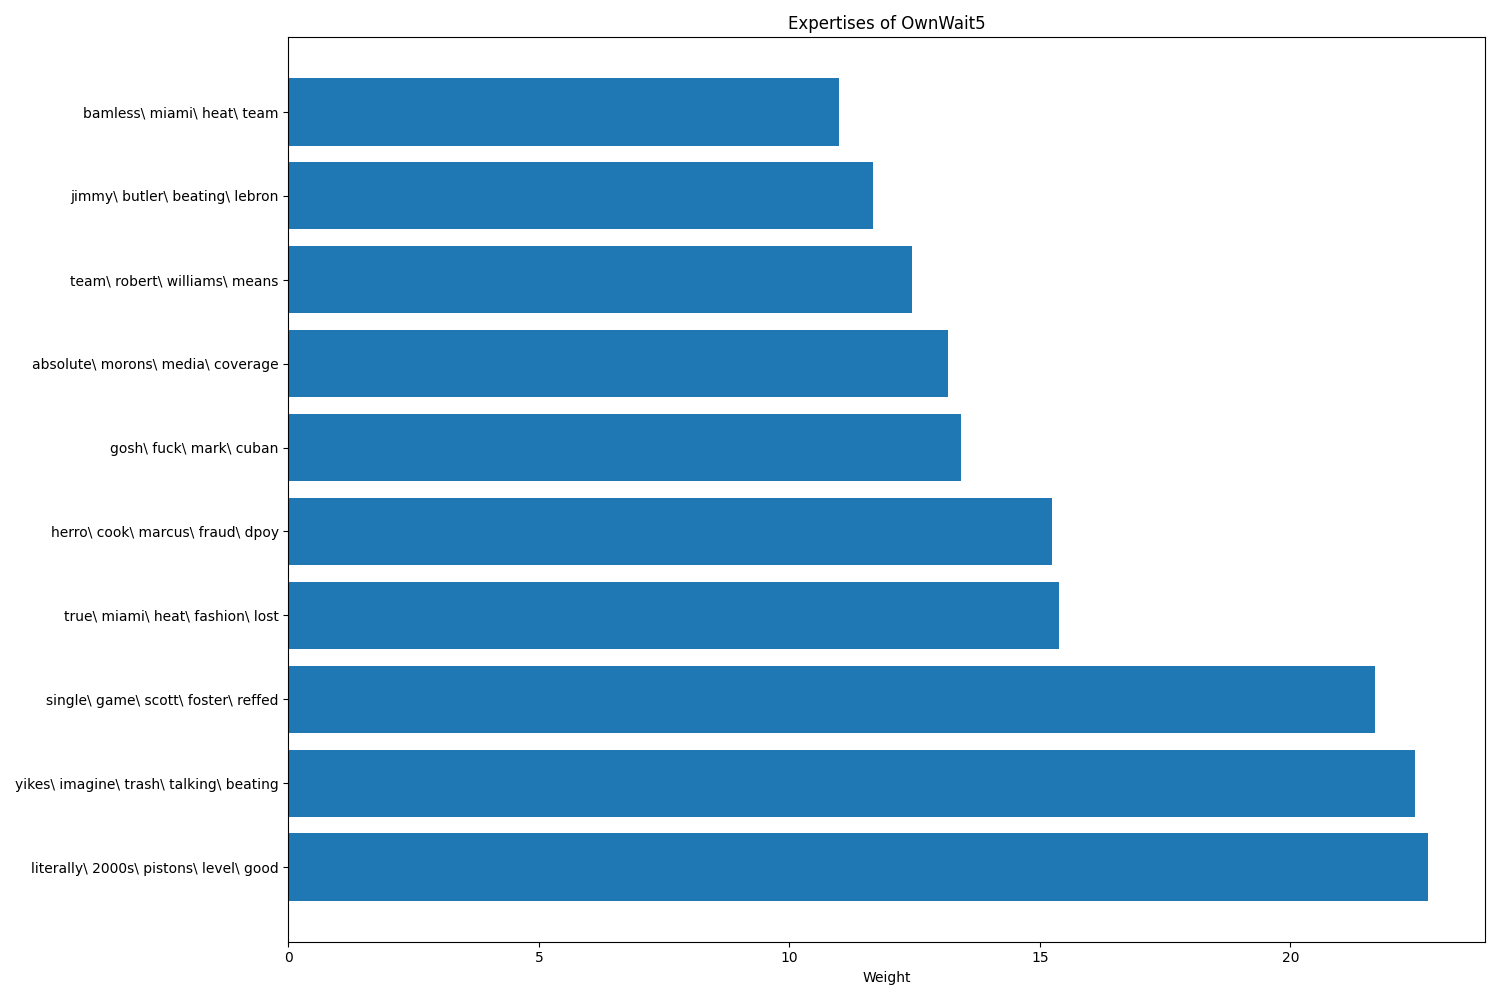 Expertises of OwnWait5
bamless\ miami\ heat\ team
jimmy\ butler\ beating\ lebron
team\ robert\ williams\ means
absolute\ morons\ media\ coverage
gosh\ fuck\ mark\ cuban
herro\ cook\ marcus\ fraud\ dpoy
true\ miami\ heat\ fashion\ lost
single\ game\ scott\ foster\ reffed
yikes\ imagine\ trash\ talking\ beating
literally\ 2000s\ pistons\ level\ good
0 5 10 15 20
Weight